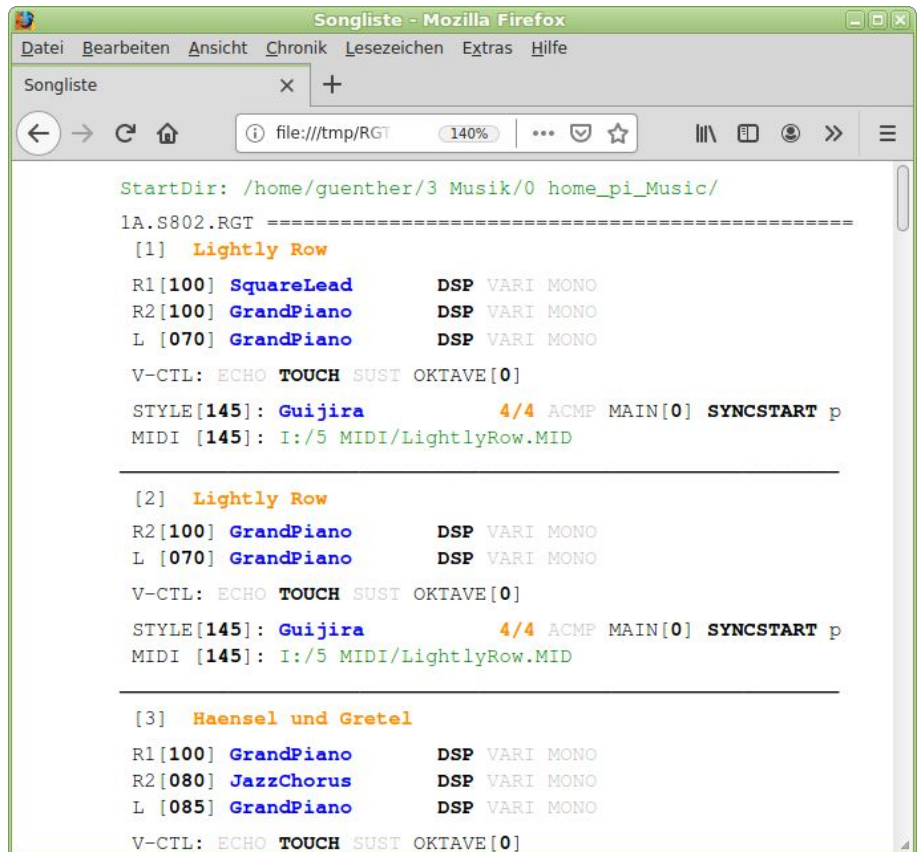 Songliste - Mozilla Firefox
Datei Bearbeiten Ansicht Chronik Lesezeichen Extras Hilfe
Songliste
file:///tmp/RGT 140%
StartDir: /home/guenther/3 Musik/0 home_pi_Music/
1A.S802.RGT ================================================
[1] Lightly Row
R1[100] SquareLead DSP VARI MONO
R2[100] GrandPiano DSP VARI MONO
L [070] GrandPiano DSP VARI MONO
V-CTL: ECHO TOUCH SUST OKTAVE[0]
STYLE[145]: Guijira 4/4 ACMP MAIN[0] SYNCSTART p
MIDI [145]: I:/5 MIDI/LightlyRow.MID
[2] Lightly Row
R2[100] GrandPiano DSP VARI MONO
L [070] GrandPiano DSP VARI MONO
V-CTL: ECHO TOUCH SUST OKTAVE[0]
STYLE[145]: Guijira 4/4 ACMP MAIN[0] SYNCSTART p
MIDI [145]: I:/5 MIDI/LightlyRow.MID
[3] Haensel und Gretel
R1[100] GrandPiano DSP VARI MONO
R2[080] JazzChorus DSP VARI MONO
L [085] GrandPiano DSP VARI MONO
V-CTL: ECHO TOUCH SUST OKTAVE[0]